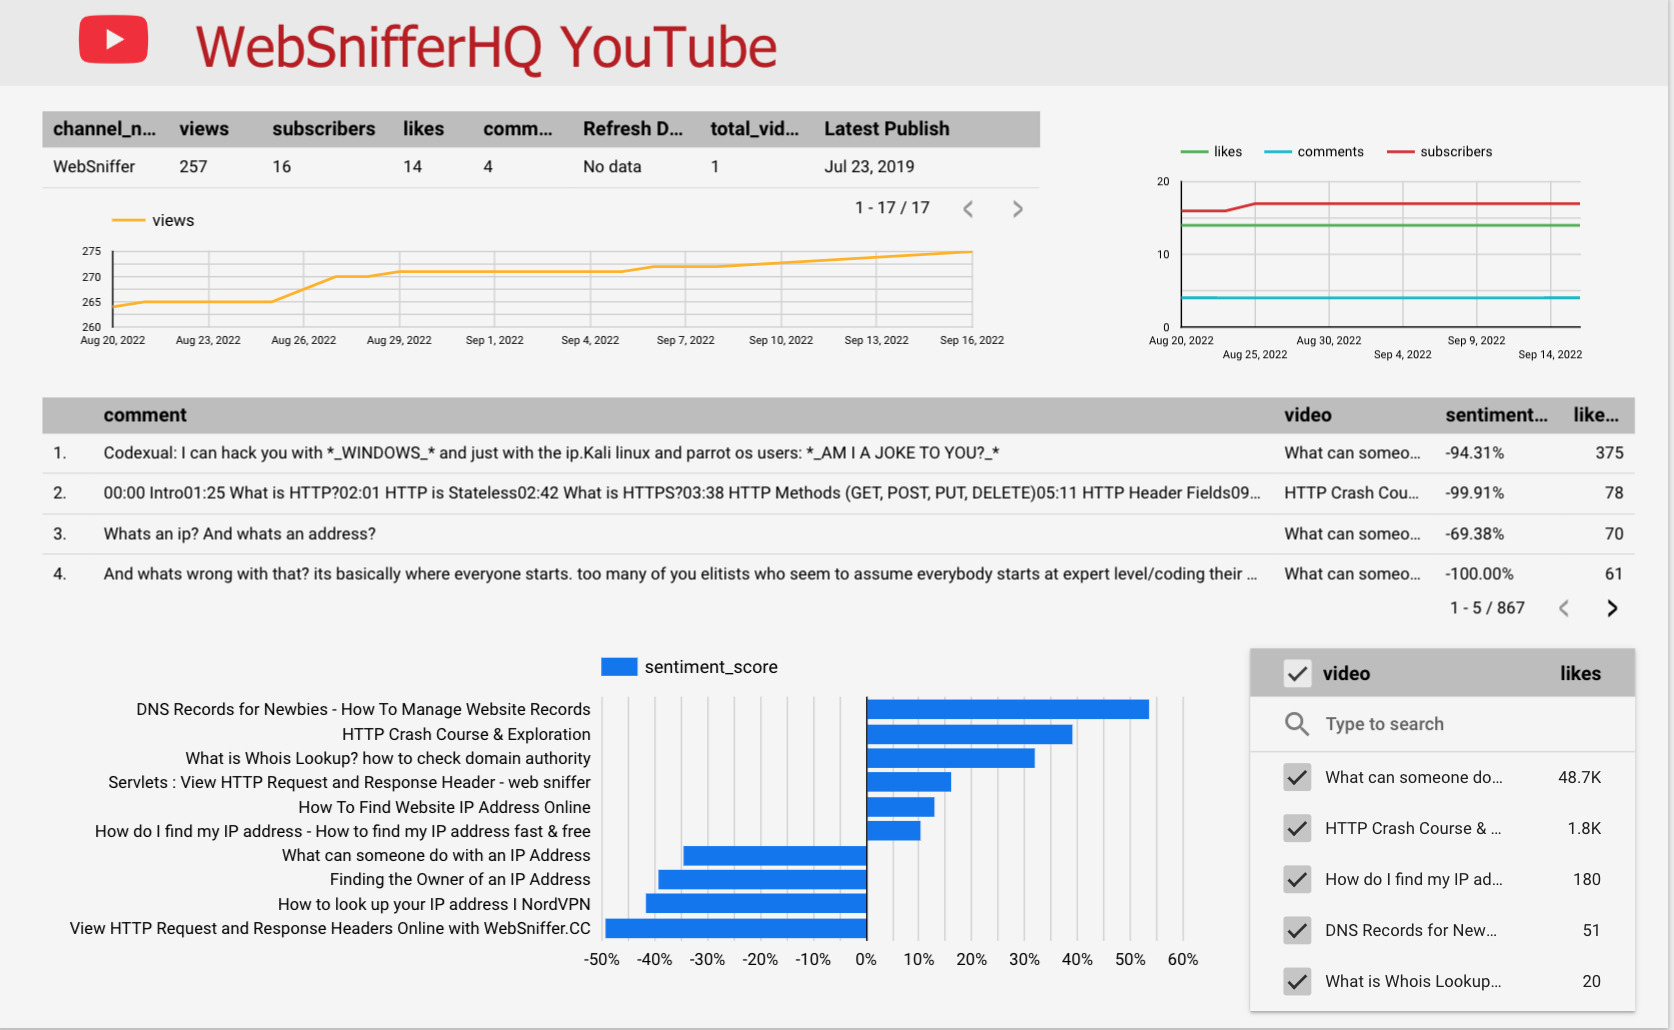 WebSnifferHQ YouTube
channel_n... views subscribers likes comm... Refresh D... total_vid... Latest Publish
WebSniffer 257 16 14 4 No data 1 Jul 23, 2019
1 - 17 / 17
views
275
270
265
260
Aug 20, 2022 Aug 23, 2022 Aug 26, 2022 Aug 29, 2022 Sep 1, 2022 Sep 4, 2022 Sep 7, 2022 Sep 10, 2022 Sep 13, 2022 Sep 16, 2022
likes comments subscribers
20
10
0
Aug 20, 2022 Aug 30, 2022 Sep 9, 2022
Aug 25, 2022 Sep 4, 2022 Sep 14, 2022
comment video sentiment... like...
1. Codexual: I can hack you with *_WINDOWS_* and just with the ip.Kali linux and parrot os users: *_AM I A JOKE TO YOU?_* What can someo... -94.31% 375
2. 00:00 Intro01:25 What is HTTP?02:01 HTTP is Stateless02:42 What is HTTPS?03:38 HTTP Methods (GET, POST, PUT, DELETE)05:11 HTTP Header Fields09... HTTP Crash Cou... -99.91% 78
3. Whats an ip? And whats an address? What can someo... -69.38% 70
4. And whats wrong with that? its basically where everyone starts. too many of you elitists who seem to assume everybody starts at expert level/coding their ... What can someo... -100.00% 61
1 - 5 / 867
sentiment_score
DNS Records for Newbies - How To Manage Website Records
HTTP Crash Course & Exploration
What is Whois Lookup? how to check domain authority
Servlets : View HTTP Request and Response Header - web sniffer
How To Find Website IP Address Online
How do I find my IP address - How to find my IP address fast & free
What can someone do with an IP Address
Finding the Owner of an IP Address
How to look up your IP address I NordVPN
View HTTP Request and Response Headers Online with WebSniffer.CC
-50% -40% -30% -20% -10% 0% 10% 20% 30% 40% 50% 60%
video likes
Type to search
What can someone do... 48.7K
HTTP Crash Course & ... 1.8K
How do I find my IP ad... 180
DNS Records for New... 51
What is Whois Lookup... 20